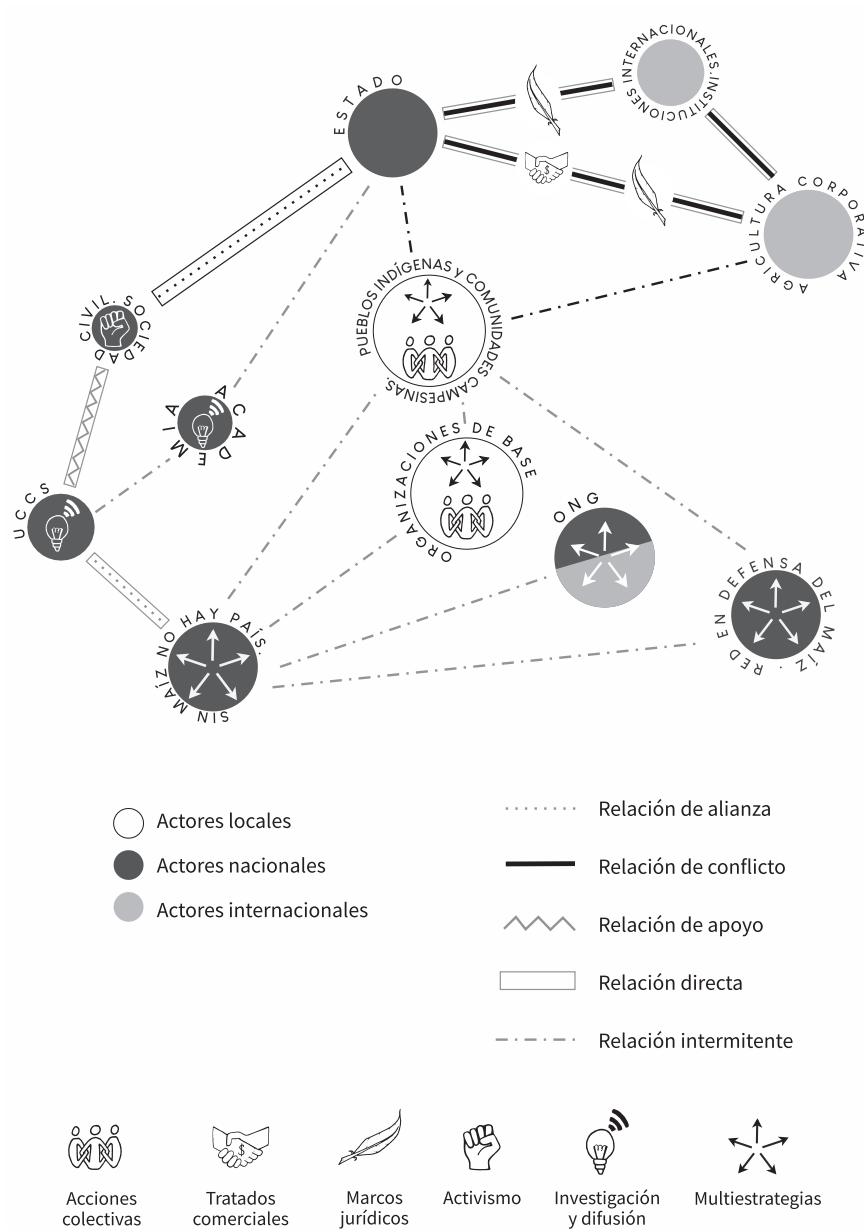 ESTADO
INSTITUCIONES INTERNACIONALES.
$
AGRICULTURA CORPORATIVA
PUEBLOS INDÍGENAS y COMUNIDADES CAMPESINAS.
SOCIEDAD CIVIL.
ACADEMIA
ORGANIZACIONES DE BASE
UCCS
ONG
RED EN DEFENSA DEL MAÍZ.
SIN MAÍZ NO HAY PAÍS.
Actores locales
Actores nacionales
Actores internacionales
Relación de alianza
Relación de conflicto
Relación de apoyo
Relación directa
Relación intermitente
$
Acciones
colectivas
Tratados
comerciales
Marcos
jurídicos
Activismo
Investigación
y difusión
Multiestrategias